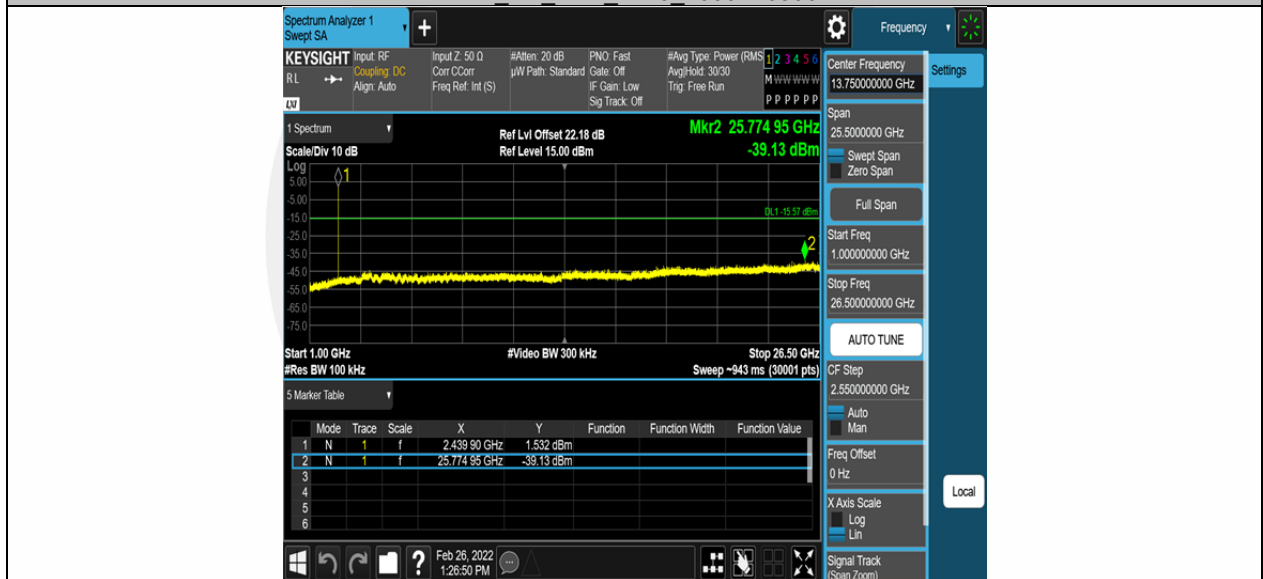 Spectrum Analyzer 1
Swept SA
+
Frequency
KEYSIGHT
RL
LXI
Input: RF
Coupling: DC
Align: Auto
Input Z: 50 Ω
Corr CCorr
Freq Ref: Int (S)
#Atten: 20 dB
µW Path: Standard
PNO: Fast
Gate: Off
IF Gain: Low
Sig Track: Off
#Avg Type: Power (RMS
Avg|Hold: 30/30
Trig: Free Run
1 2 3 4 5 6
M W W W W W
P P P P P P
1 Spectrum
Scale/Div 10 dB
Ref Lvl Offset 22.18 dB
Ref Level 15.00 dBm
Mkr2 25.774 95 GHz
-39.13 dBm
Log
5.00
-5.00
-15.0
-25.0
-35.0
-45.0
-55.0
-65.0
-75.0
1
DL1 -15.57 dBm
2
Start 1.00 GHz
#Video BW 300 kHz
Stop 26.50 GHz
#Res BW 100 kHz
Sweep ~943 ms (30001 pts)
5 Marker Table
Mode Trace Scale X Y Function Function Width Function Value
1 N 1 f 2.439 90 GHz 1.532 dBm
2 N 1 f 25.774 95 GHz -39.13 dBm
3
4
5
6
?
Feb 26, 2022
1:26:50 PM
Center Frequency
13.750000000 GHz
Settings
Span
25.5000000 GHz
Swept Span
Zero Span
Full Span
Start Freq
1.000000000 GHz
Stop Freq
26.500000000 GHz
AUTO TUNE
CF Step
2.550000000 GHz
Auto
Man
Freq Offset
0 Hz
X Axis Scale
Log
Lin
Local
Signal Track
(Span Zoom)